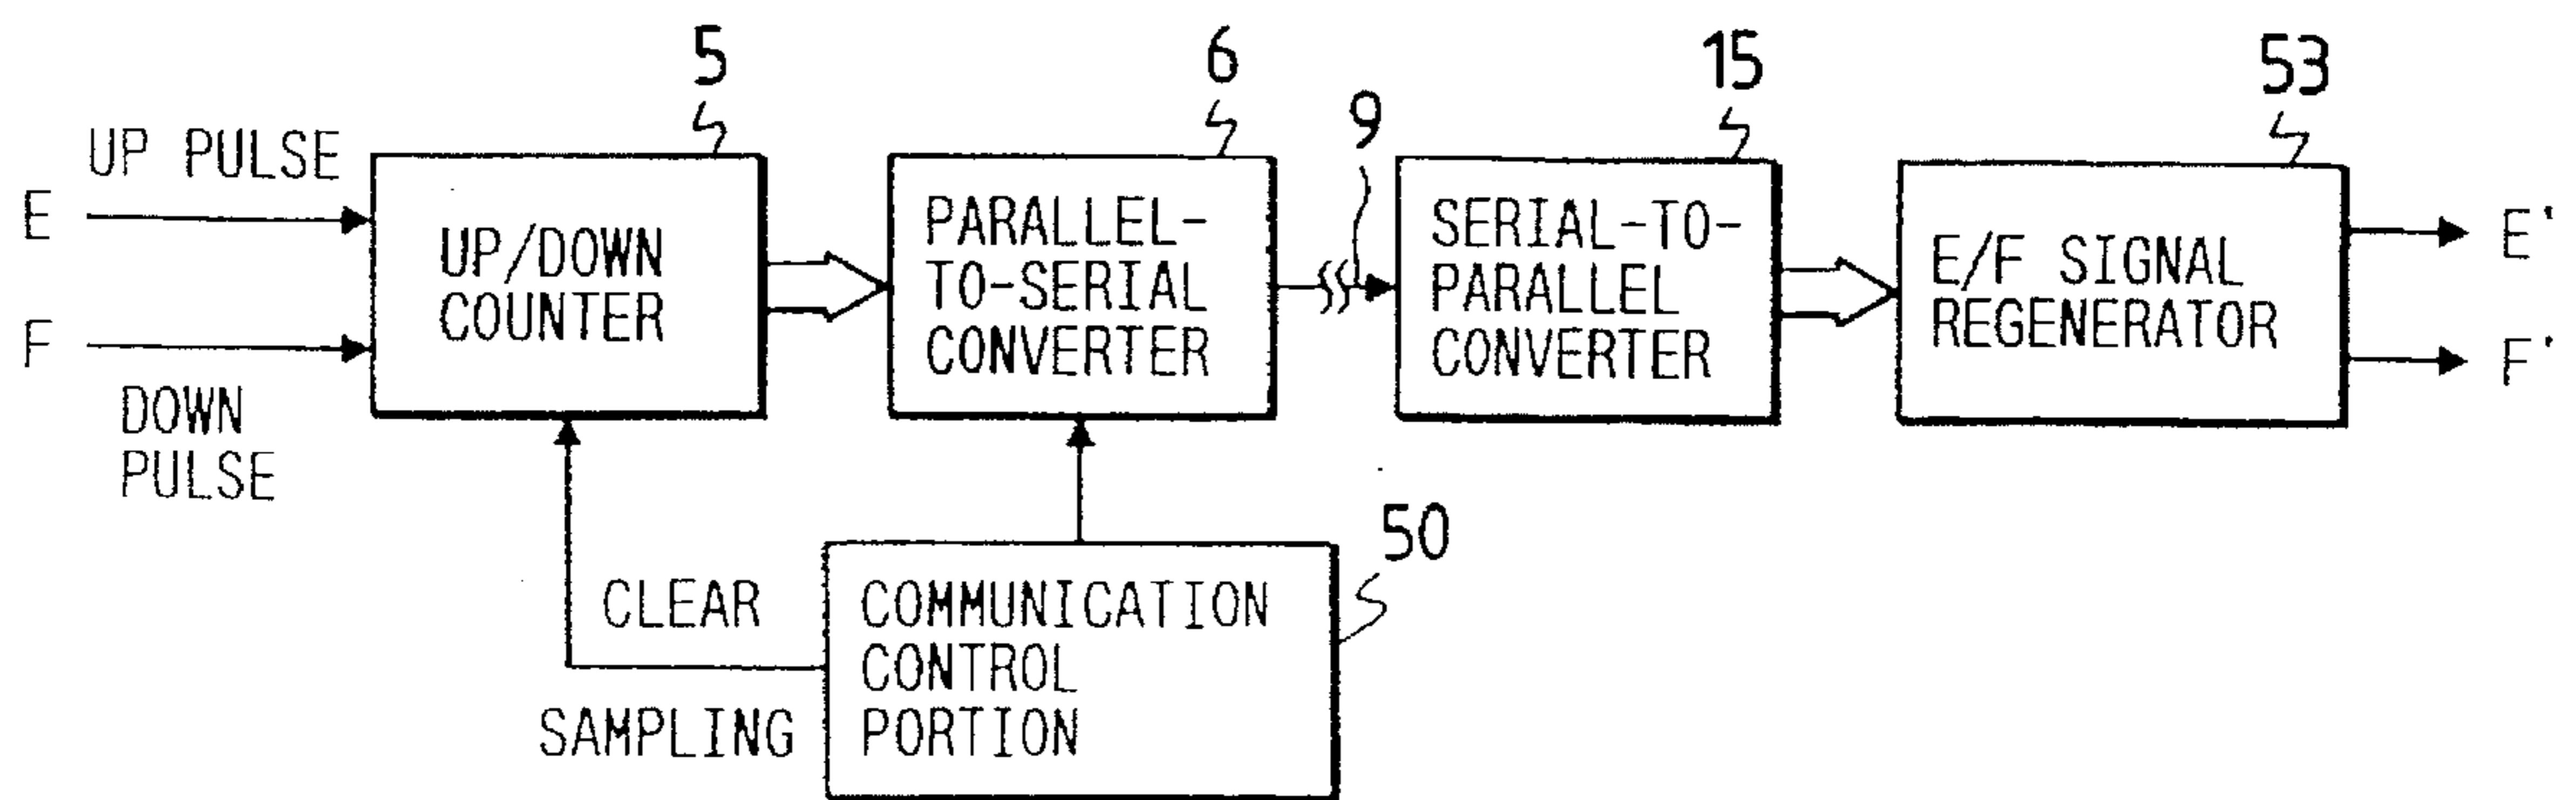 5
6
9
15
53
UP PULSE
E
F
DOWN
PULSE
UP/DOWN
COUNTER
PARALLEL-
TO-SERIAL
CONVERTER
SERIAL-TO-
PARALLEL
CONVERTER
E/F SIGNAL
REGENERATOR
E'
F'
CLEAR
SAMPLING
COMMUNICATION
CONTROL
PORTION
50